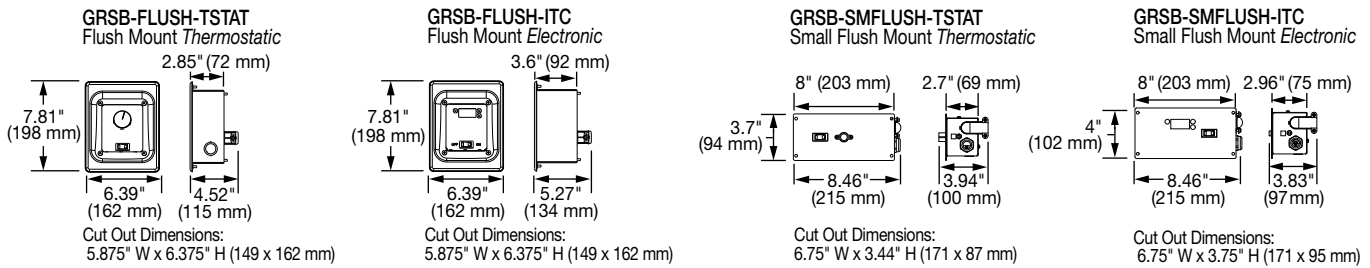 GRSB-FLUSH-TSTAT
Flush Mount Thermostatic
2.85" (72 mm)
7.81"
(198 mm)
6.39"
(162 mm)
4.52"
(115 mm)
Cut Out Dimensions:
5.875" W x 6.375" H (149 x 162 mm)
GRSB-FLUSH-ITC
Flush Mount Electronic
3.6" (92 mm)
7.81"
(198 mm)
OFF
ON
6.39"
(162 mm)
5.27"
(134 mm)
Cut Out Dimensions:
5.875" W x 6.375" H (149 x 162 mm)
GRSB-SMFLUSH-TSTAT
Small Flush Mount Thermostatic
8" (203 mm)
2.7" (69 mm)
3.7"
(94 mm)
8.46"
(215 mm)
3.94"
(100 mm)
Cut Out Dimensions:
6.75" W x 3.44" H (171 x 87 mm)
GRSB-SMFLUSH-ITC
Small Flush Mount Electronic
8" (203 mm)
2.96" (75 mm)
4"
(102 mm)
8.46"
(215 mm)
3.83"
(97mm)
Cut Out Dimensions:
6.75" W x 3.75" H (171 x 95 mm)